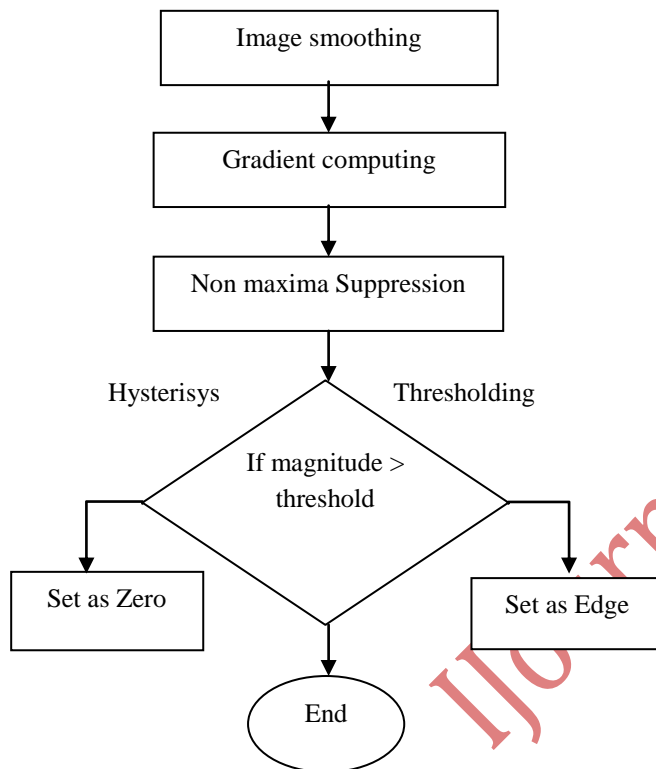 Image smoothing
Gradient computing
Non maxima Suppression
Hysterisys
Thresholding
If magnitude >
threshold
Set as Zero
Set as Edge
End